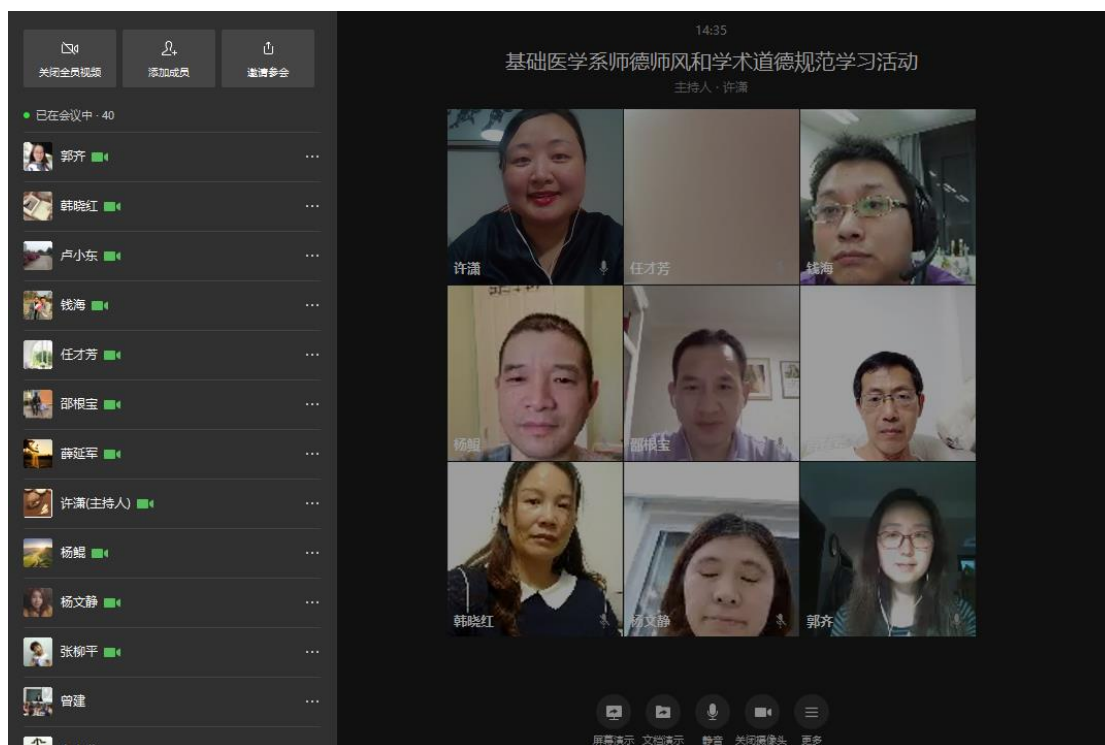 关闭全员视频
添加成员
邀请参会
已在会议中 · 40
郭齐
韩晓红
卢小东
钱海
任才芳
邵根宝
薛延军
许潇(主持人)
杨鲲
杨文静
张柳平
曾建
14:35
基础医学系师德师风和学术道德规范学习活动
主持人 · 许潇
许潇
任才芳
钱海
杨鲲
邵根宝
韩晓红
杨文静
郭齐
屏幕演示
文档演示
静音
关闭摄像头
更多